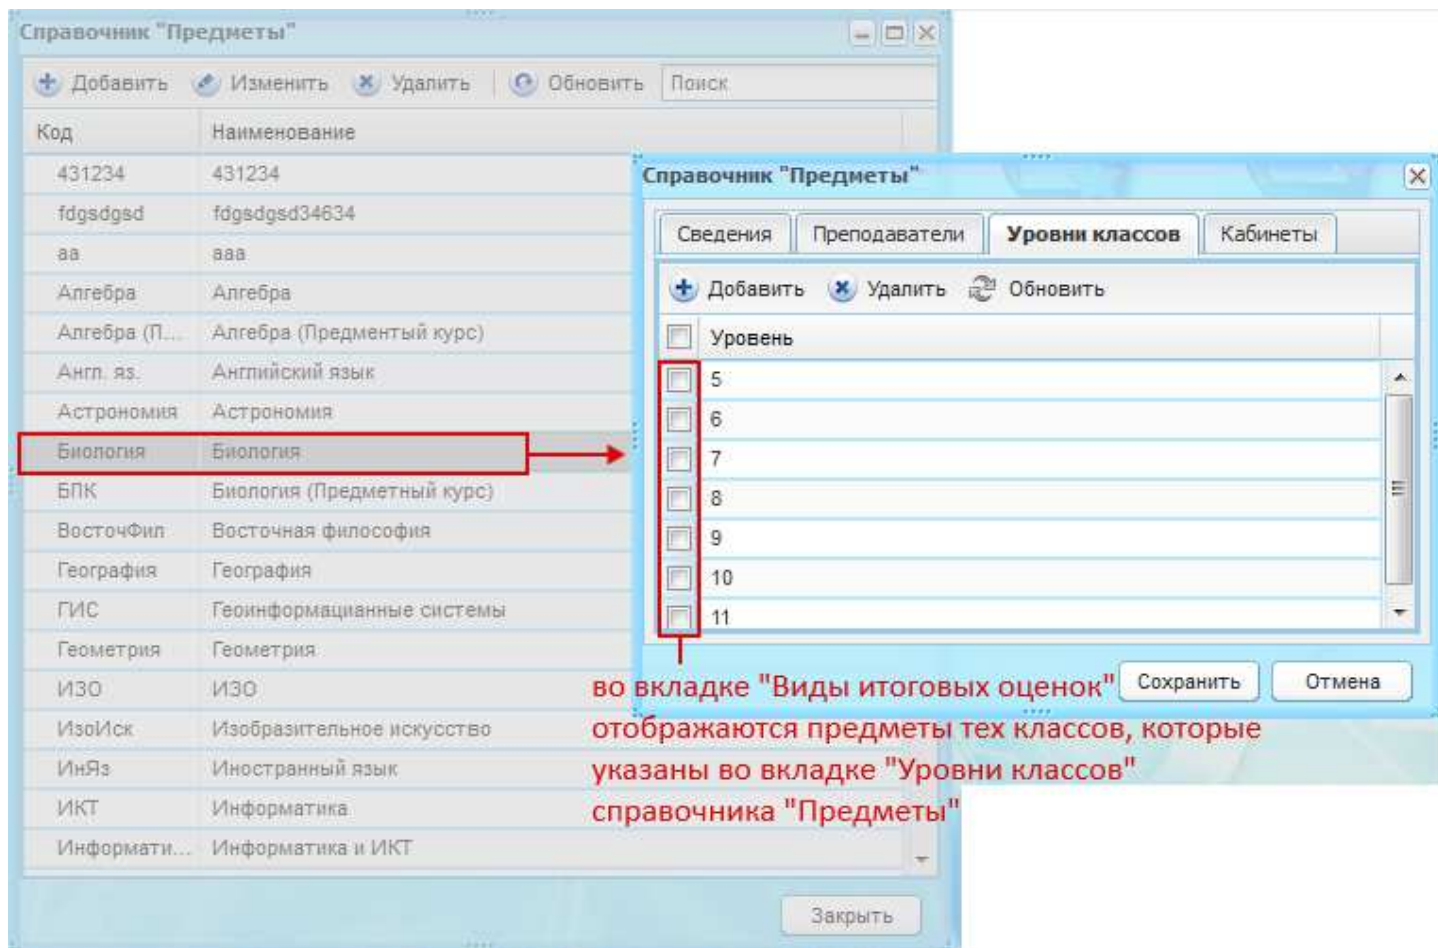 Справочник "Предметы"
Добавить Изменить Удалить Обновить Поиск
Код Наименование
431234 431234
fdgsdgsd fdgsdgsd34634
aa aaa
Алгебра Алгебра
Алгебра (П... Алгебра (Предментый курс)
Англ. яз. Английский язык
Астрономия Астрономия
Биология Биология
БПК Биология (Предметный курс)
ВосточФил Восточная философия
География География
ГИС Геоинформацианные системы
Геометрия Геометрия
ИЗО ИЗО
ИзоИск Изобразительное искусство
ИнЯз Иностранный язык
ИКТ Информатика
Информати... Информатика и ИКТ
Закрыть
Справочник "Предметы"
Сведения Преподаватели Уровни классов Кабинеты
Добавить Удалить Обновить
Уровень
5
6
7
8
9
10
11
Сохранить Отмена
во вкладке "Виды итоговых оценок"
отображаются предметы тех классов, которые
указаны во вкладке "Уровни классов"
справочника "Предметы"